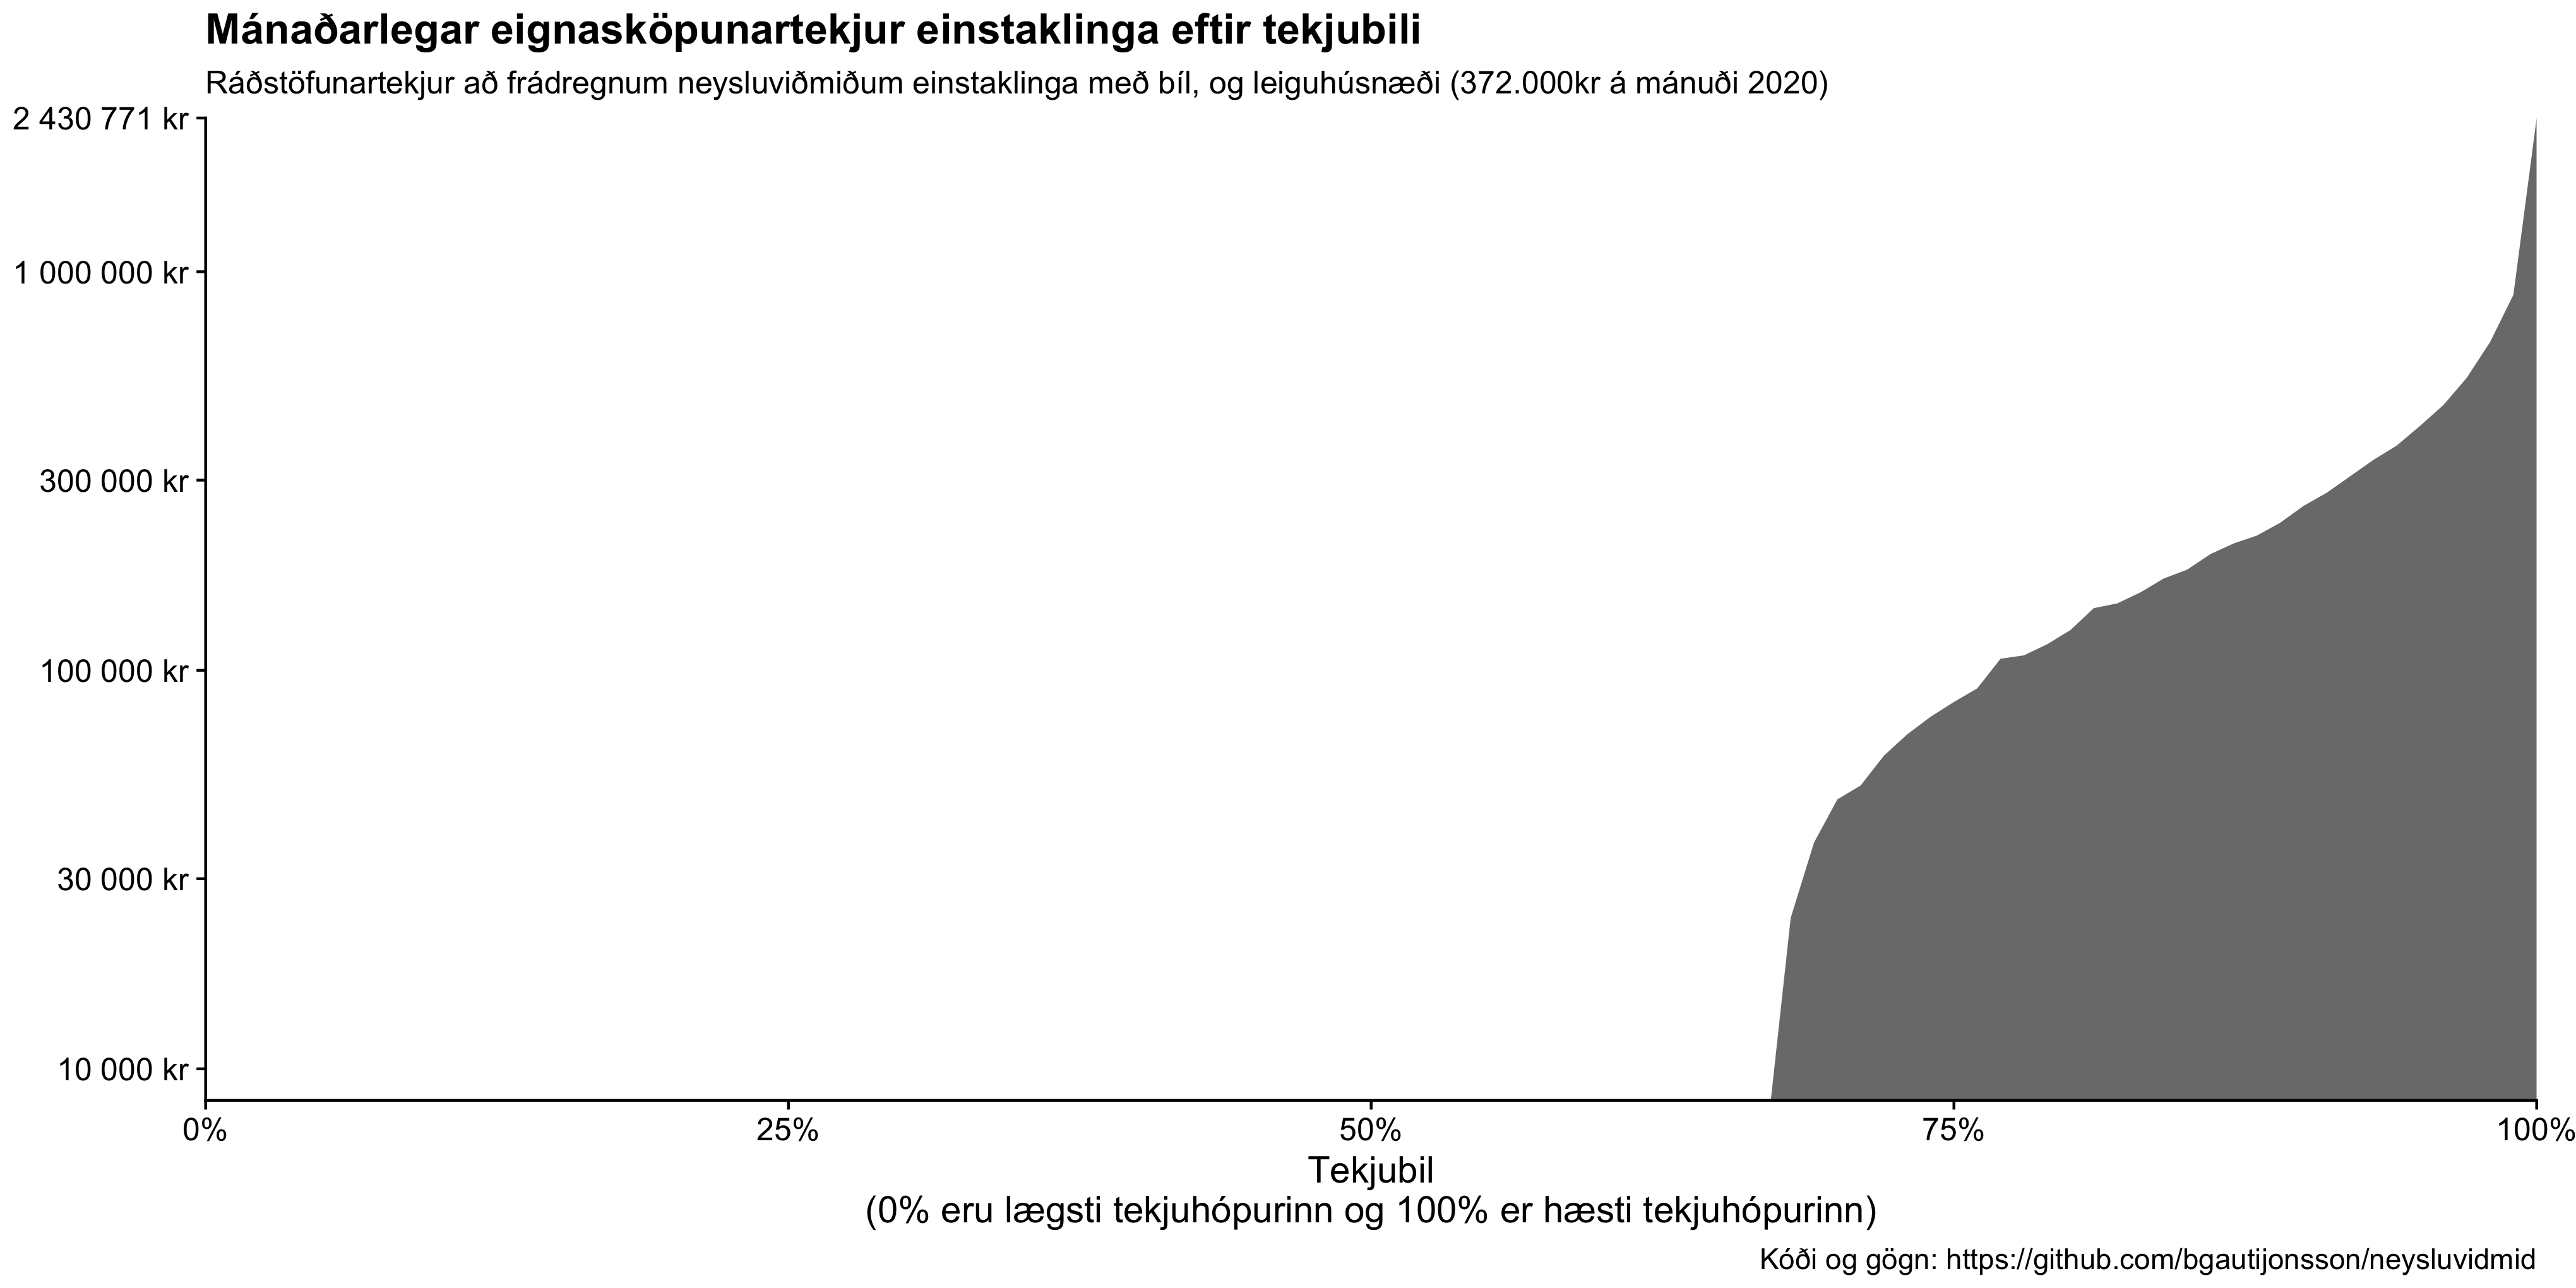 Mánaðarlegar eignasköpunartekjur einstaklinga eftir tekjubili
Ráðstöfunartekjur að frádregnum neysluviðmiðum einstaklinga með bíl, og leiguhúsnæði (372.000kr á mánuði 2020)
2 430 771 kr
1 000 000 kr
300 000 kr
100 000 kr
30 000 kr
10 000 kr
0% 25% 50% 75% 100%
Tekjubil
(0% eru lægsti tekjuhópurinn og 100% er hæsti tekjuhópurinn)
Kóði og gögn: https://github.com/bgautijonsson/neysluvidmid